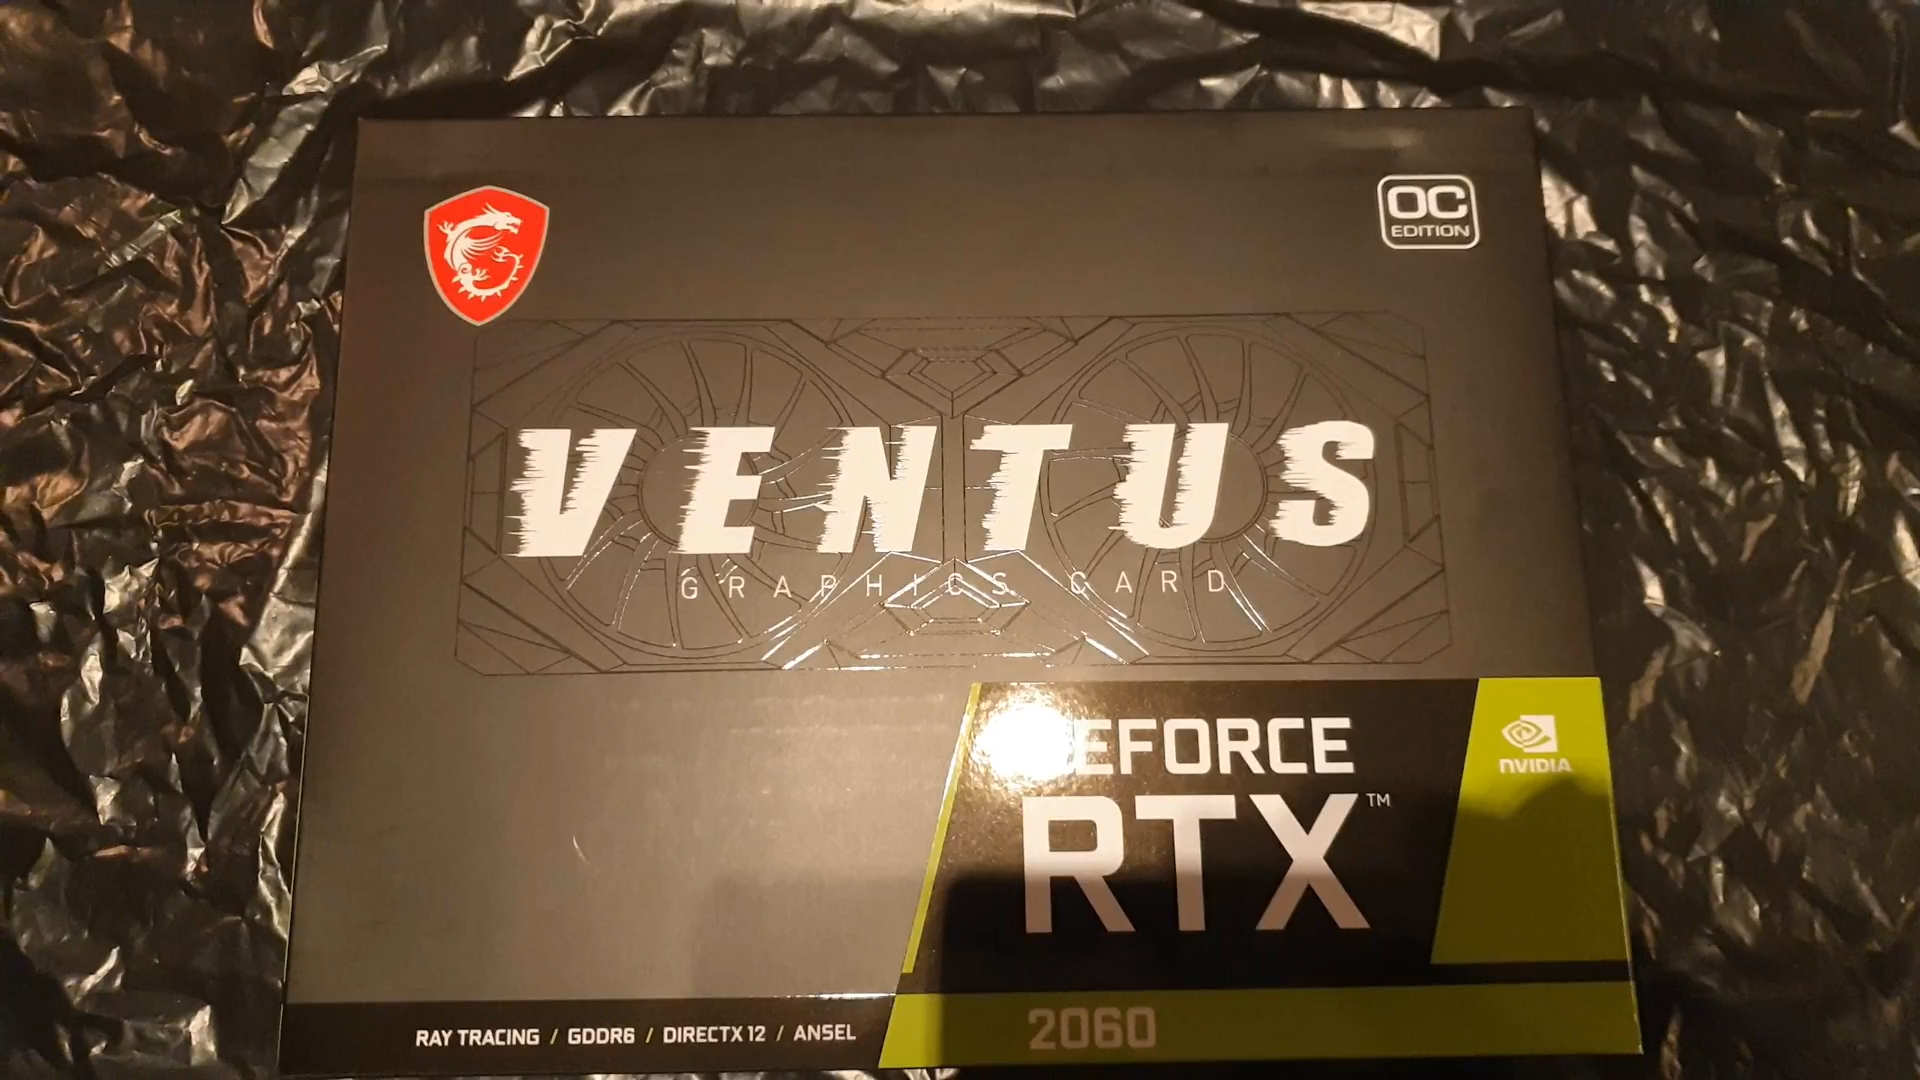 OC
EDITION
VENTUS
GRAPHICS CARD
EFORCE
RTX™
NVIDIA
2060
RAY TRACING / GDDR6 / DIRECTX 12 / ANSEL